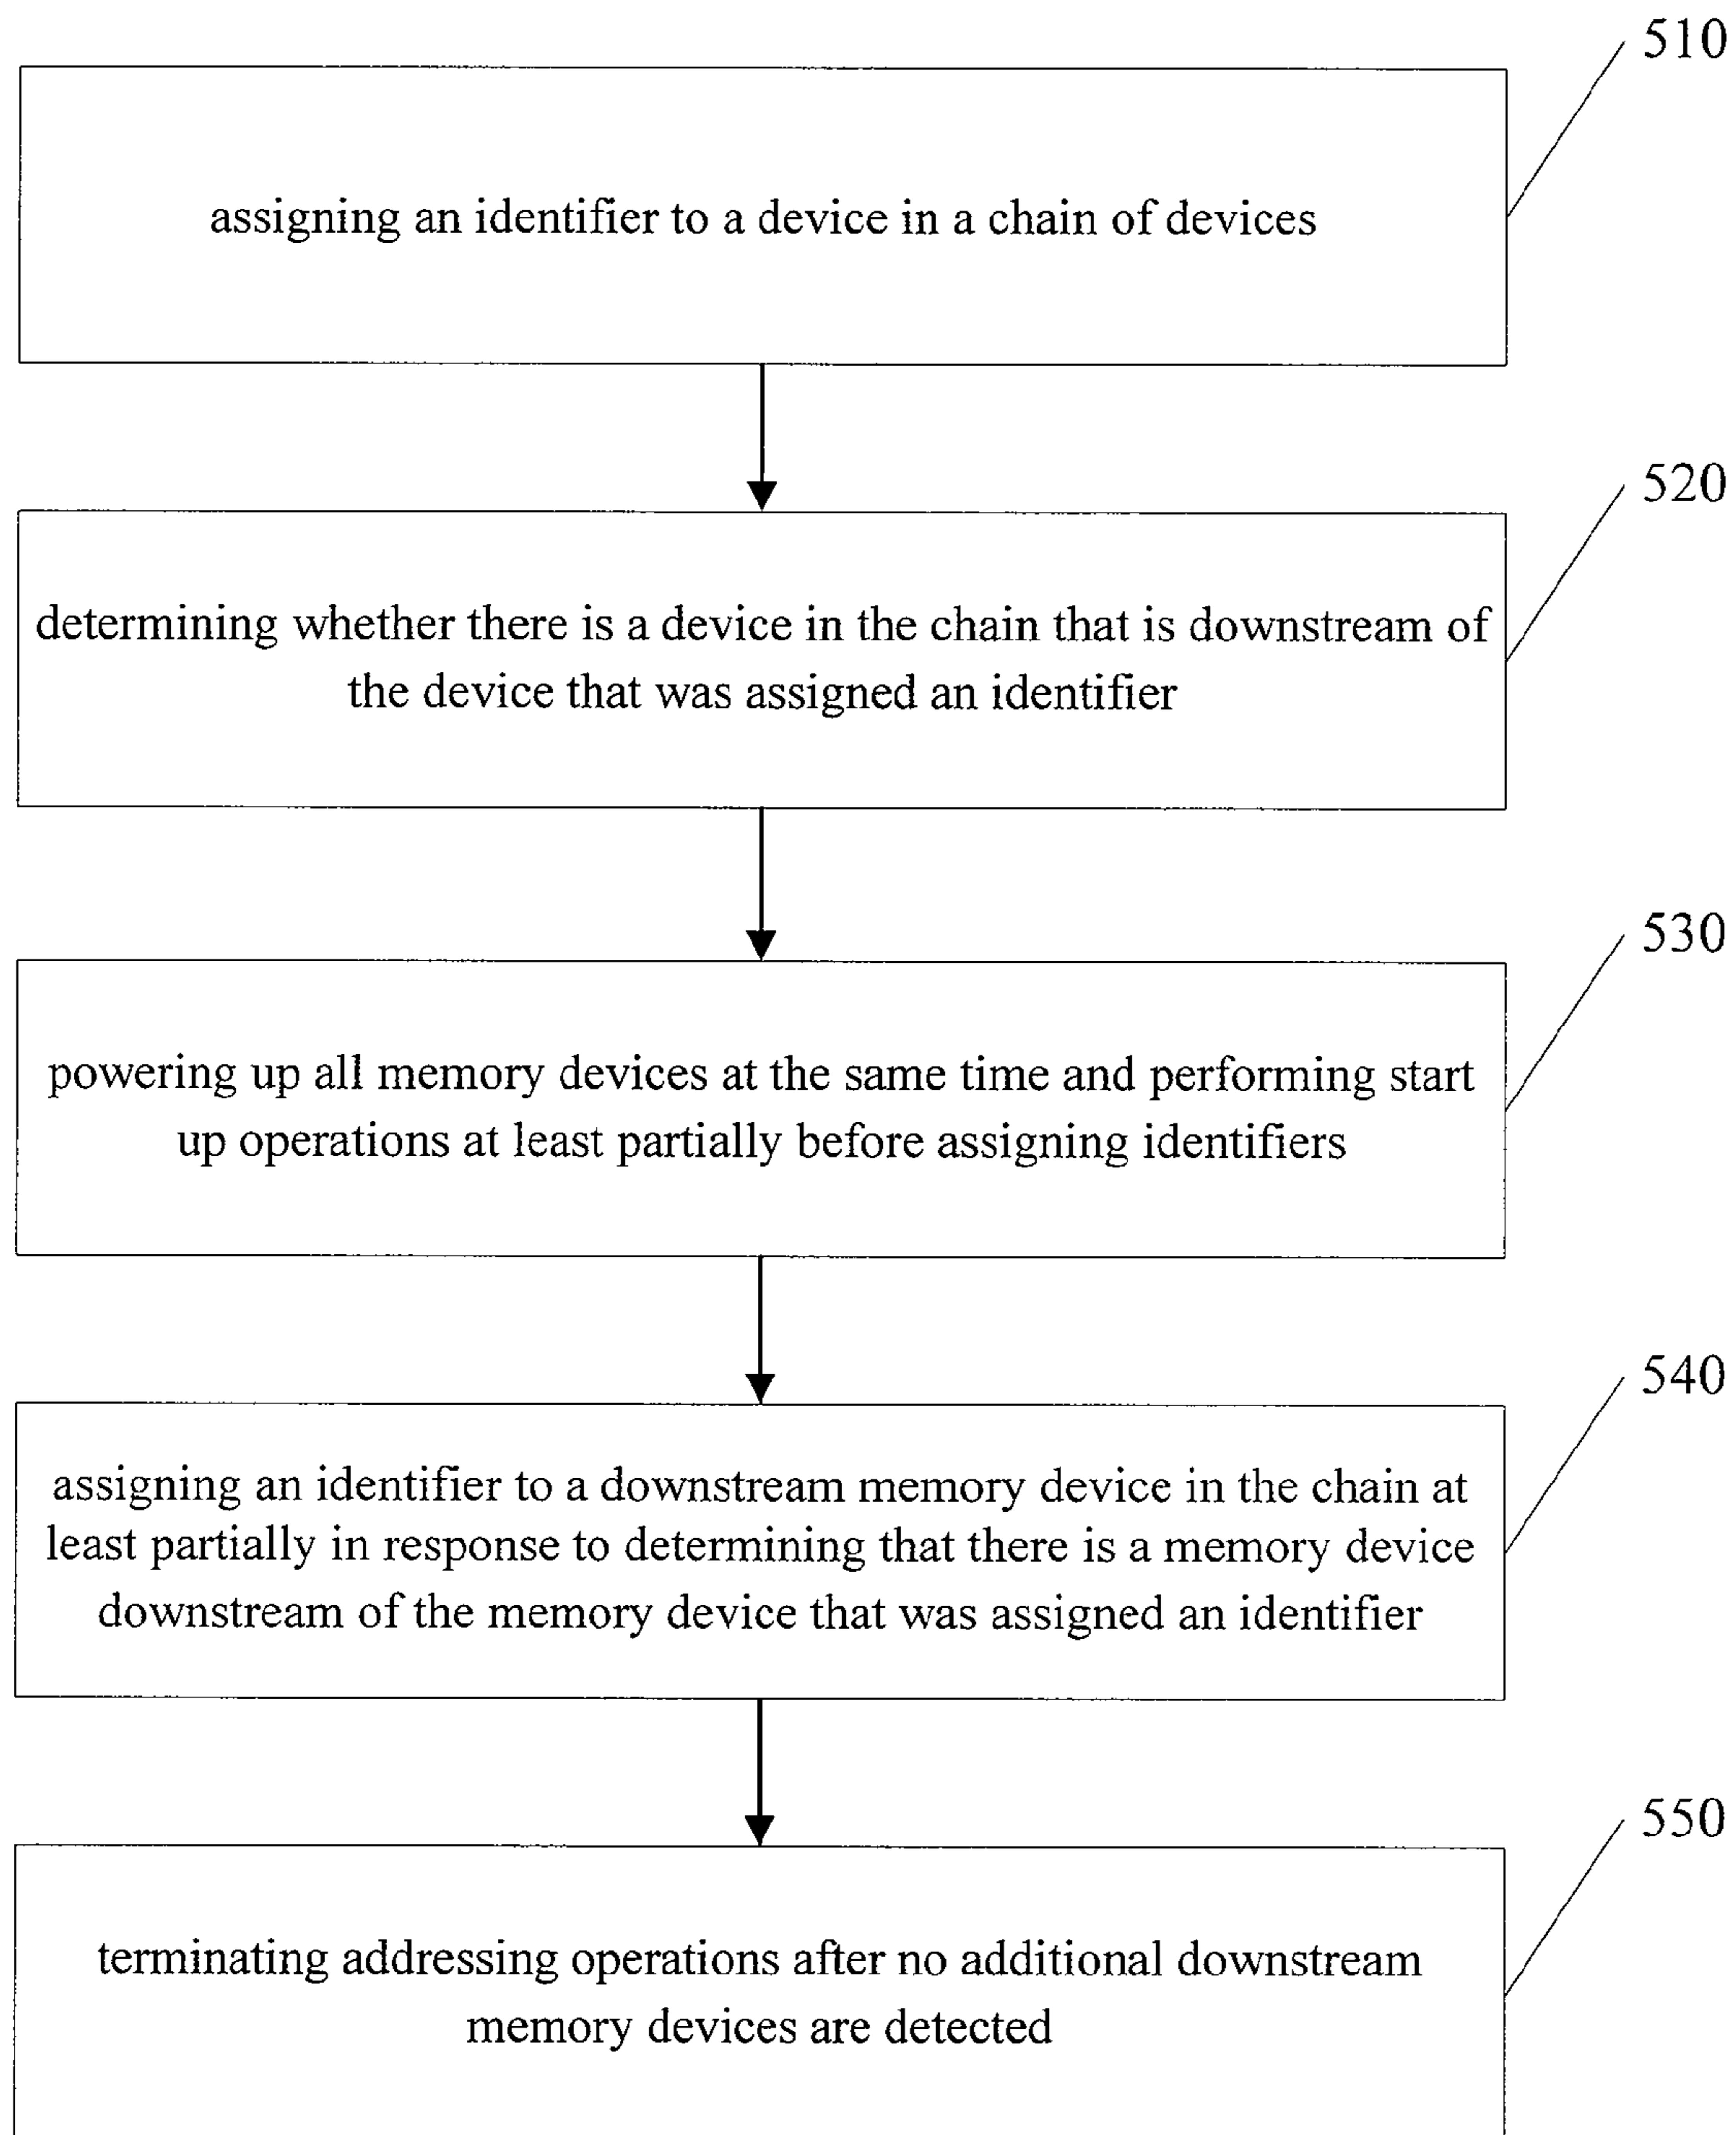 510
assigning an identifier to a device in a chain of devices
520
determining whether there is a device in the chain that is downstream of
the device that was assigned an identifier
530
powering up all memory devices at the same time and performing start
up operations at least partially before assigning identifiers
540
assigning an identifier to a downstream memory device in the chain at
least partially in response to determining that there is a memory device
downstream of the memory device that was assigned an identifier
550
terminating addressing operations after no additional downstream
memory devices are detected